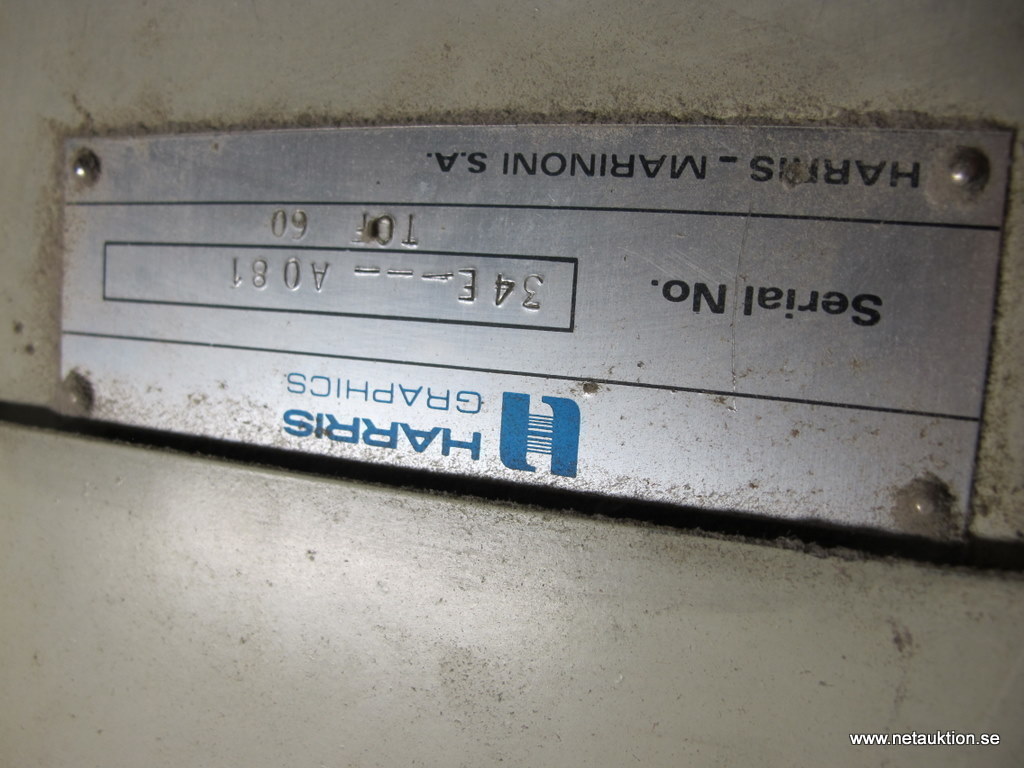 HARRIS
GRAPHICS
Serial No. 34E--- A081
TOF 60
HARRIS - MARINONI S.A.
www.netauktion.se